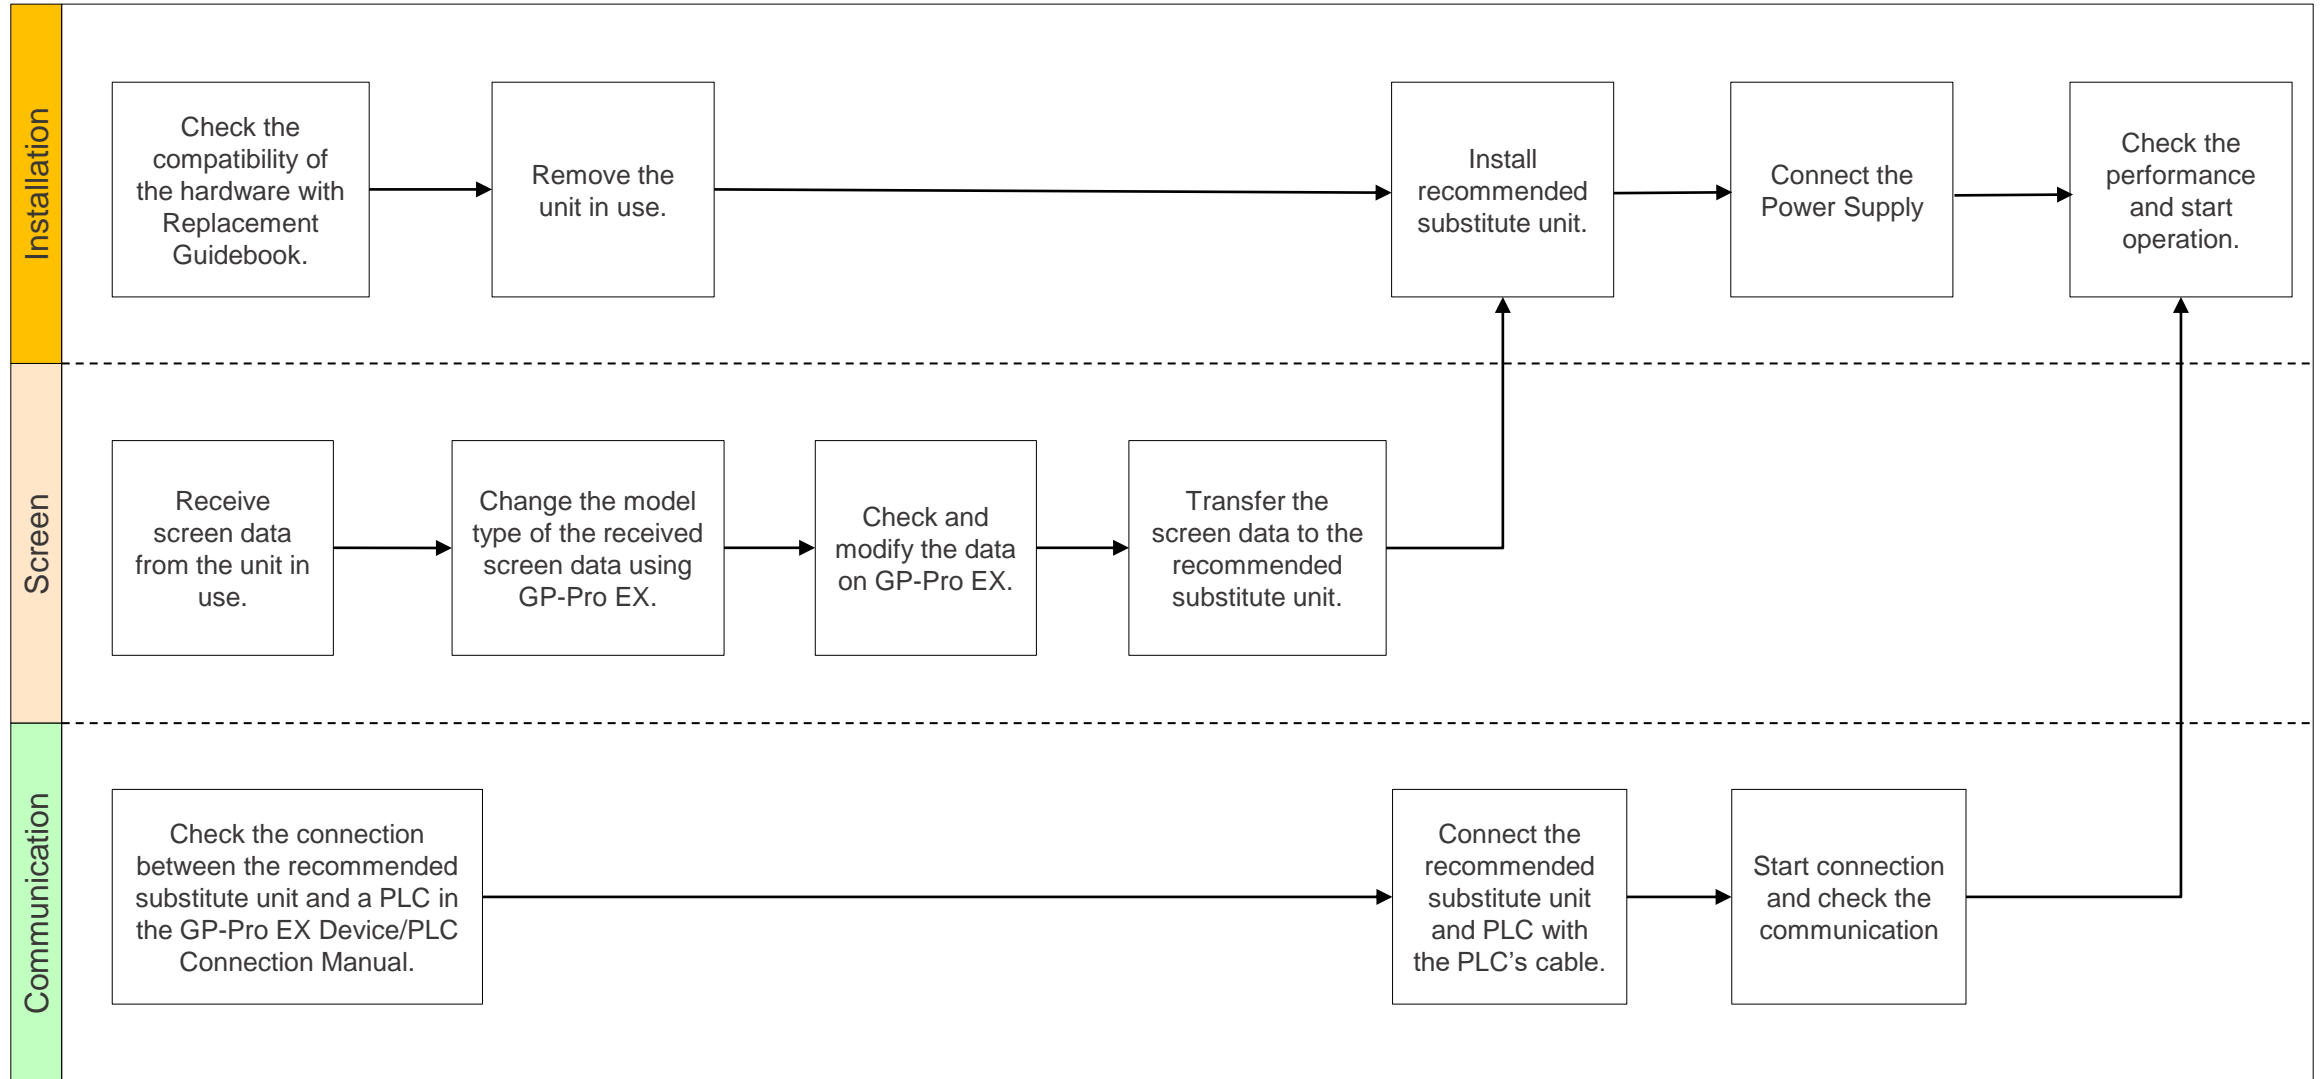 Installation
Check the
compatibility of
the hardware with
Replacement
Guidebook.
Remove the
unit in use.
Install
recommended
substitute unit.
Connect the
Power Supply
Check the
performance
and start
operation.
Screen
Receive
screen data
from the unit in
use.
Change the model
type of the received
screen data using
GP-Pro EX.
Check and
modify the data
on GP-Pro EX.
Transfer the
screen data to the
recommended
substitute unit.
Communication
Check the connection
between the recommended
substitute unit and a PLC in
the GP-Pro EX Device/PLC
Connection Manual.
Connect the
recommended
substitute unit
and PLC with
the PLC’s cable.
Start connection
and check the
communication